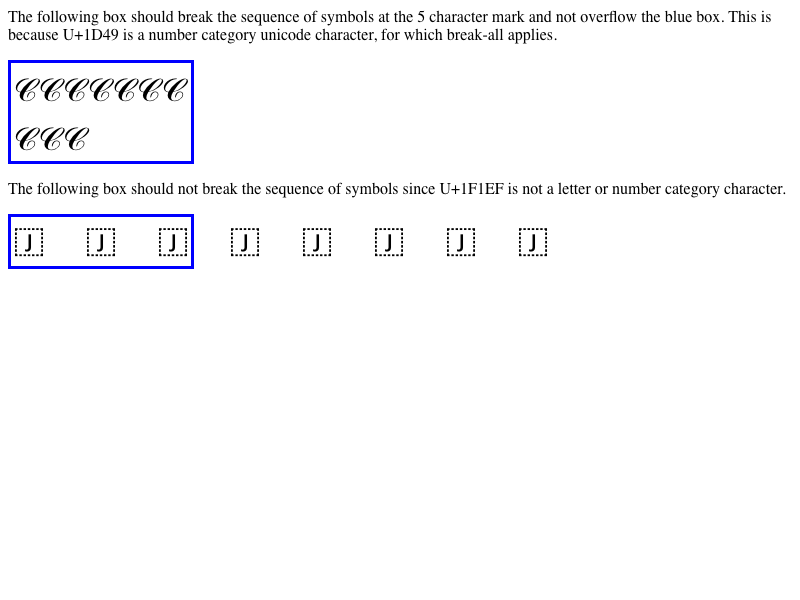 The following box should break the sequence of symbols at the 5 character mark and not overflow the blue box. This is
because U+1D49 is a number category unicode character, for which break-all applies.
𝒞𝒞𝒞𝒞𝒞𝒞𝒞
𝒞𝒞𝒞
The following box should not break the sequence of symbols since U+1F1EF is not a letter or number category character.
🇯 🇯 🇯 🇯 🇯 🇯 🇯 🇯